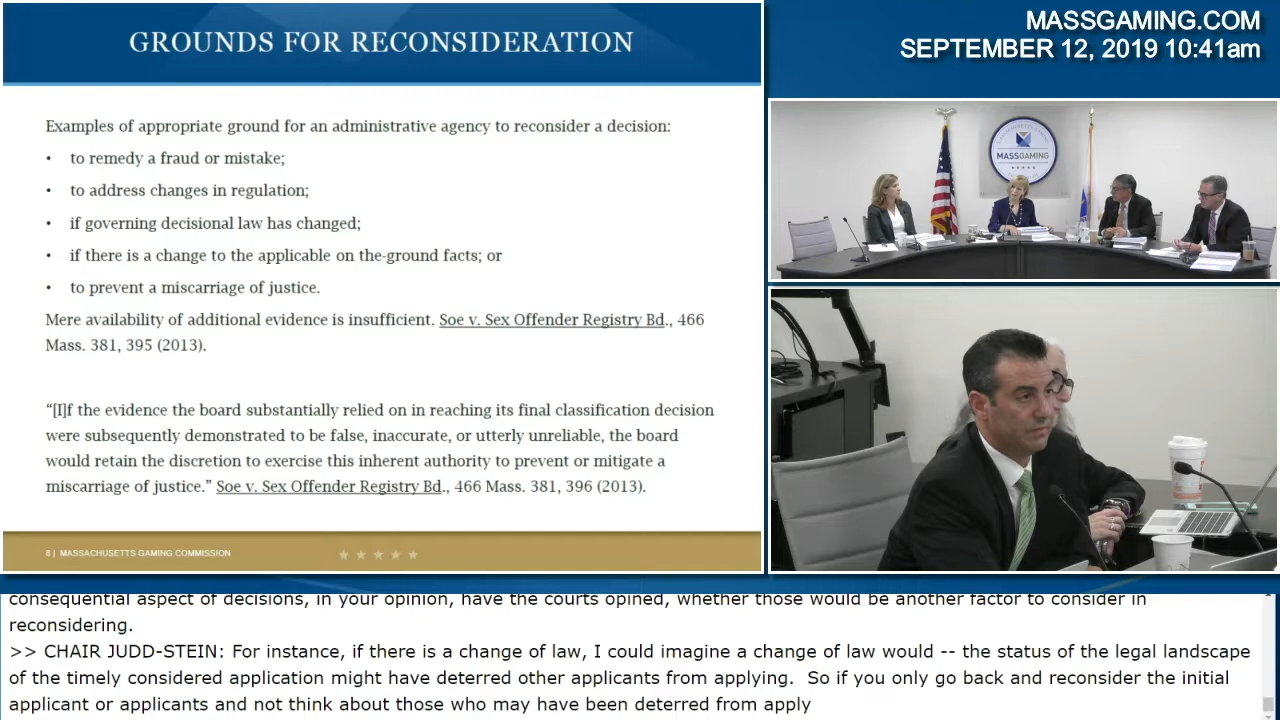 GROUNDS FOR RECONSIDERATION
Examples of appropriate ground for an administrative agency to reconsider a decision:
• to remedy a fraud or mistake;
• to address changes in regulation;
• if governing decisional law has changed;
• if there is a change to the applicable on the-ground facts; or
• to prevent a miscarriage of justice.
Mere availability of additional evidence is insufficient. Soe v. Sex Offender Registry Bd., 466
Mass. 381, 395 (2013).
“[I]f the evidence the board substantially relied on in reaching its final classification decision
were subsequently demonstrated to be false, inaccurate, or utterly unreliable, the board
would retain the discretion to exercise this inherent authority to prevent or mitigate a
miscarriage of justice.” Soe v. Sex Offender Registry Bd., 466 Mass. 381, 396 (2013).
8 | MASSACHUSETTS GAMING COMMISSION
MASSGAMING.COM
SEPTEMBER 12, 2019 10:41am
MASSGAMING
consequential aspect of decisions, in your opinion, have the courts opined, whether those would be another factor to consider in
reconsidering.
>> CHAIR JUDD-STEIN: For instance, if there is a change of law, I could imagine a change of law would -- the status of the legal landscape
of the timely considered application might have deterred other applicants from applying. So if you only go back and reconsider the initial
applicant or applicants and not think about those who may have been deterred from apply